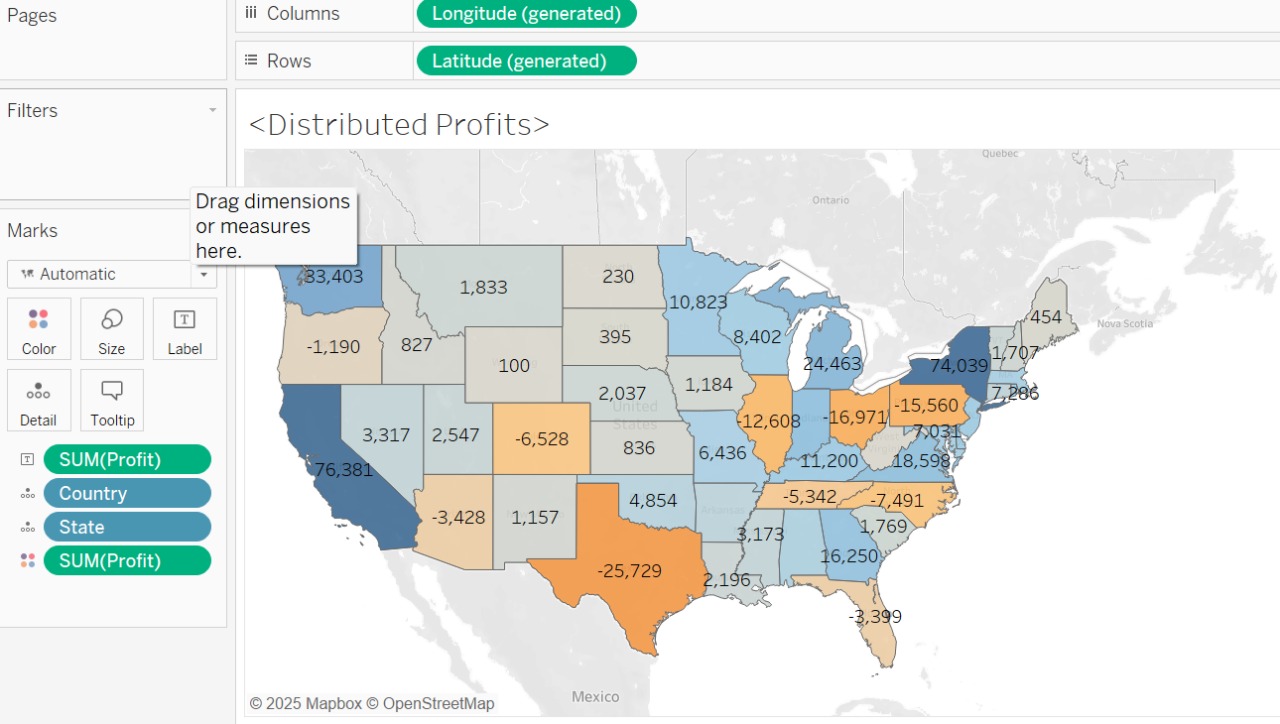 Pages
Columns
Longitude (generated)
Rows
Latitude (generated)
Filters
<Distributed Profits>
Drag dimensions
or measures
here.
Marks
Automatic
Color
Size
Label
Detail
Tooltip
SUM(Profit)
Country
State
SUM(Profit)
Quebec
Ontario
Nova Scotia
United
States
Mexico
33,403
1,833
230
10,823
454
-1,190
827
100
395
8,402
24,463
74,039
1,707
7,286
2,037
1,184
3,317
2,547
-6,528
836
6,436
-12,608
-16,971
-15,560
7,031
76,381
11,200
18,598
-3,428
1,157
4,854
-5,342
-7,491
3,173
1,769
16,250
-25,729
2,196
-3,399
© 2025 Mapbox © OpenStreetMap